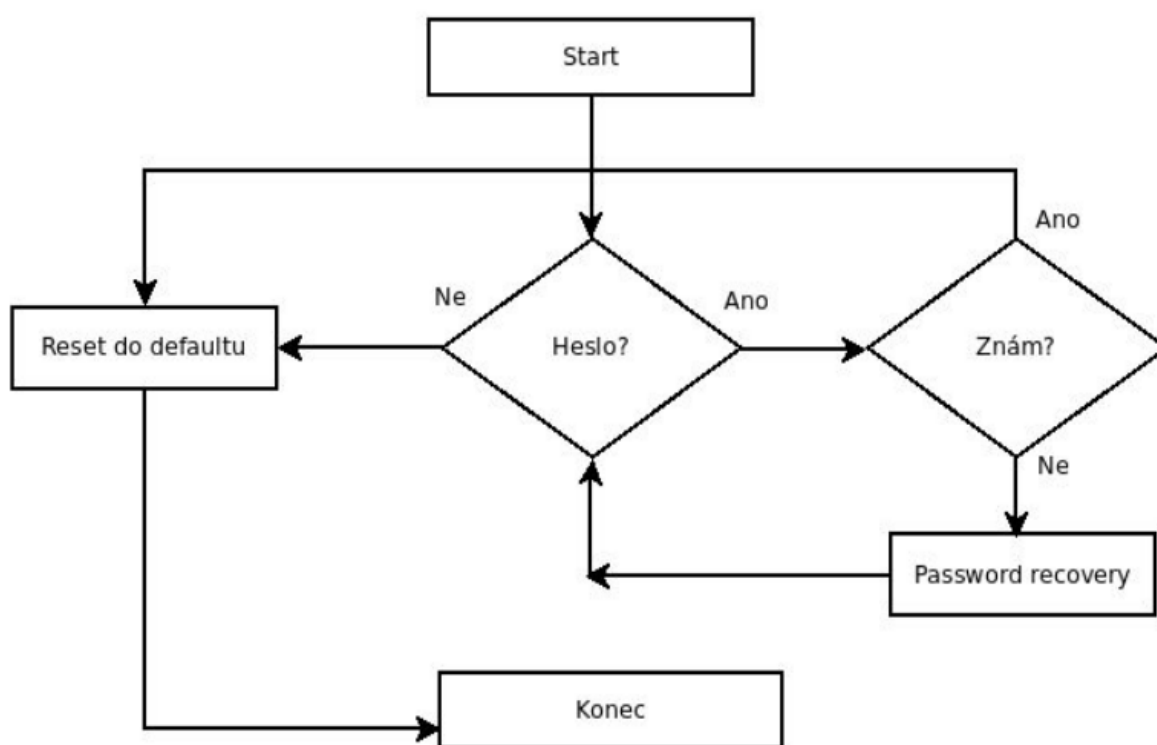 Start
Ano
Ne
Ano
Reset do defaultu
Heslo?
Znám?
Ne
Password recovery
Konec